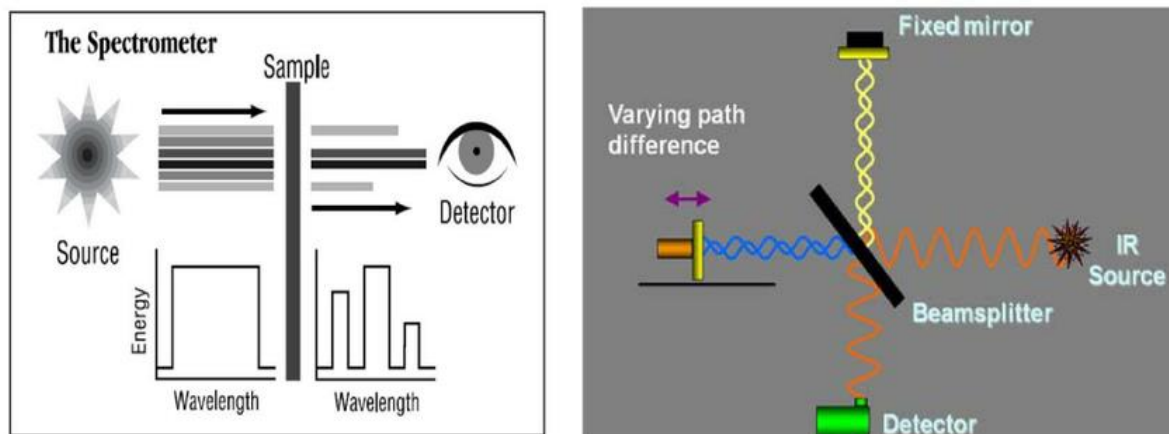 The Spectrometer
Sample
Source
Detector
Energy
Wavelength
Wavelength
Fixed mirror
Varying path
difference
IR
Source
Beamsplitter
Detector